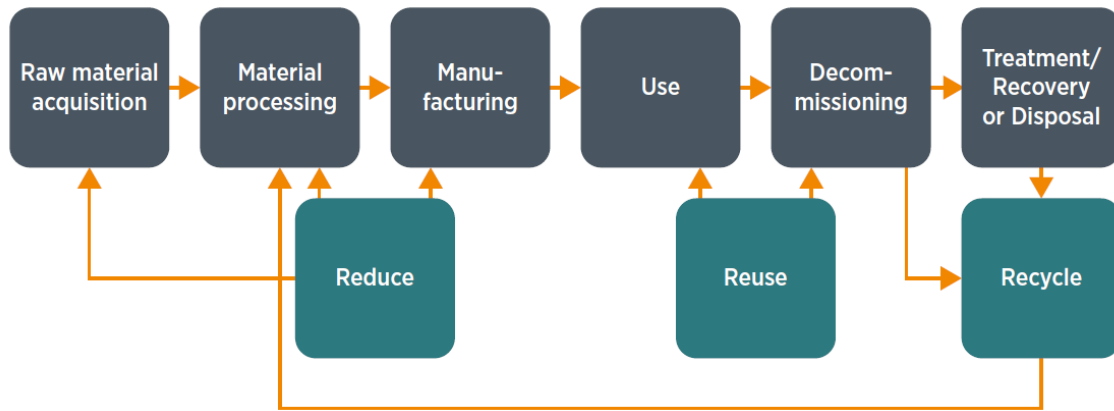 Raw material
acquisition
Material
processing
Manu-
facturing
Use
Decom-
missioning
Treatment/
Recovery
or Disposal
Reduce
Reuse
Recycle